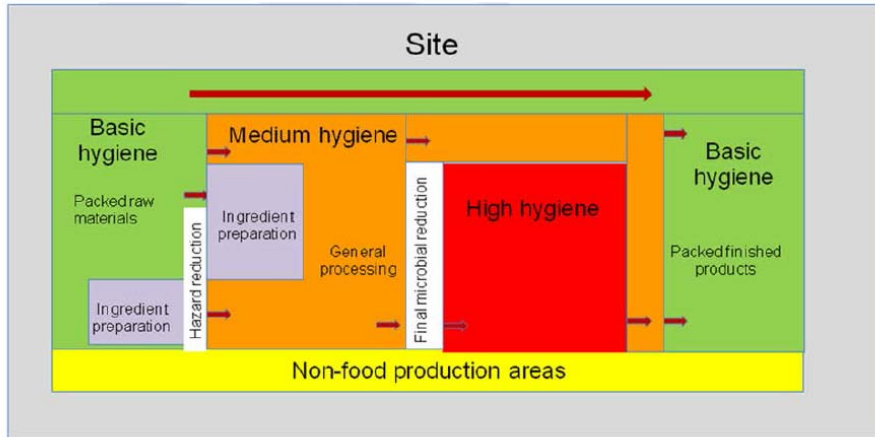 Site
Basic
hygiene
Packed raw
materials
Ingredient
preparation
Hazard reduction
Medium hygiene
Ingredient
preparation
General
processing
Final microbial reduction
High hygiene
Basic
hygiene
Packed finished
products
Non-food production areas